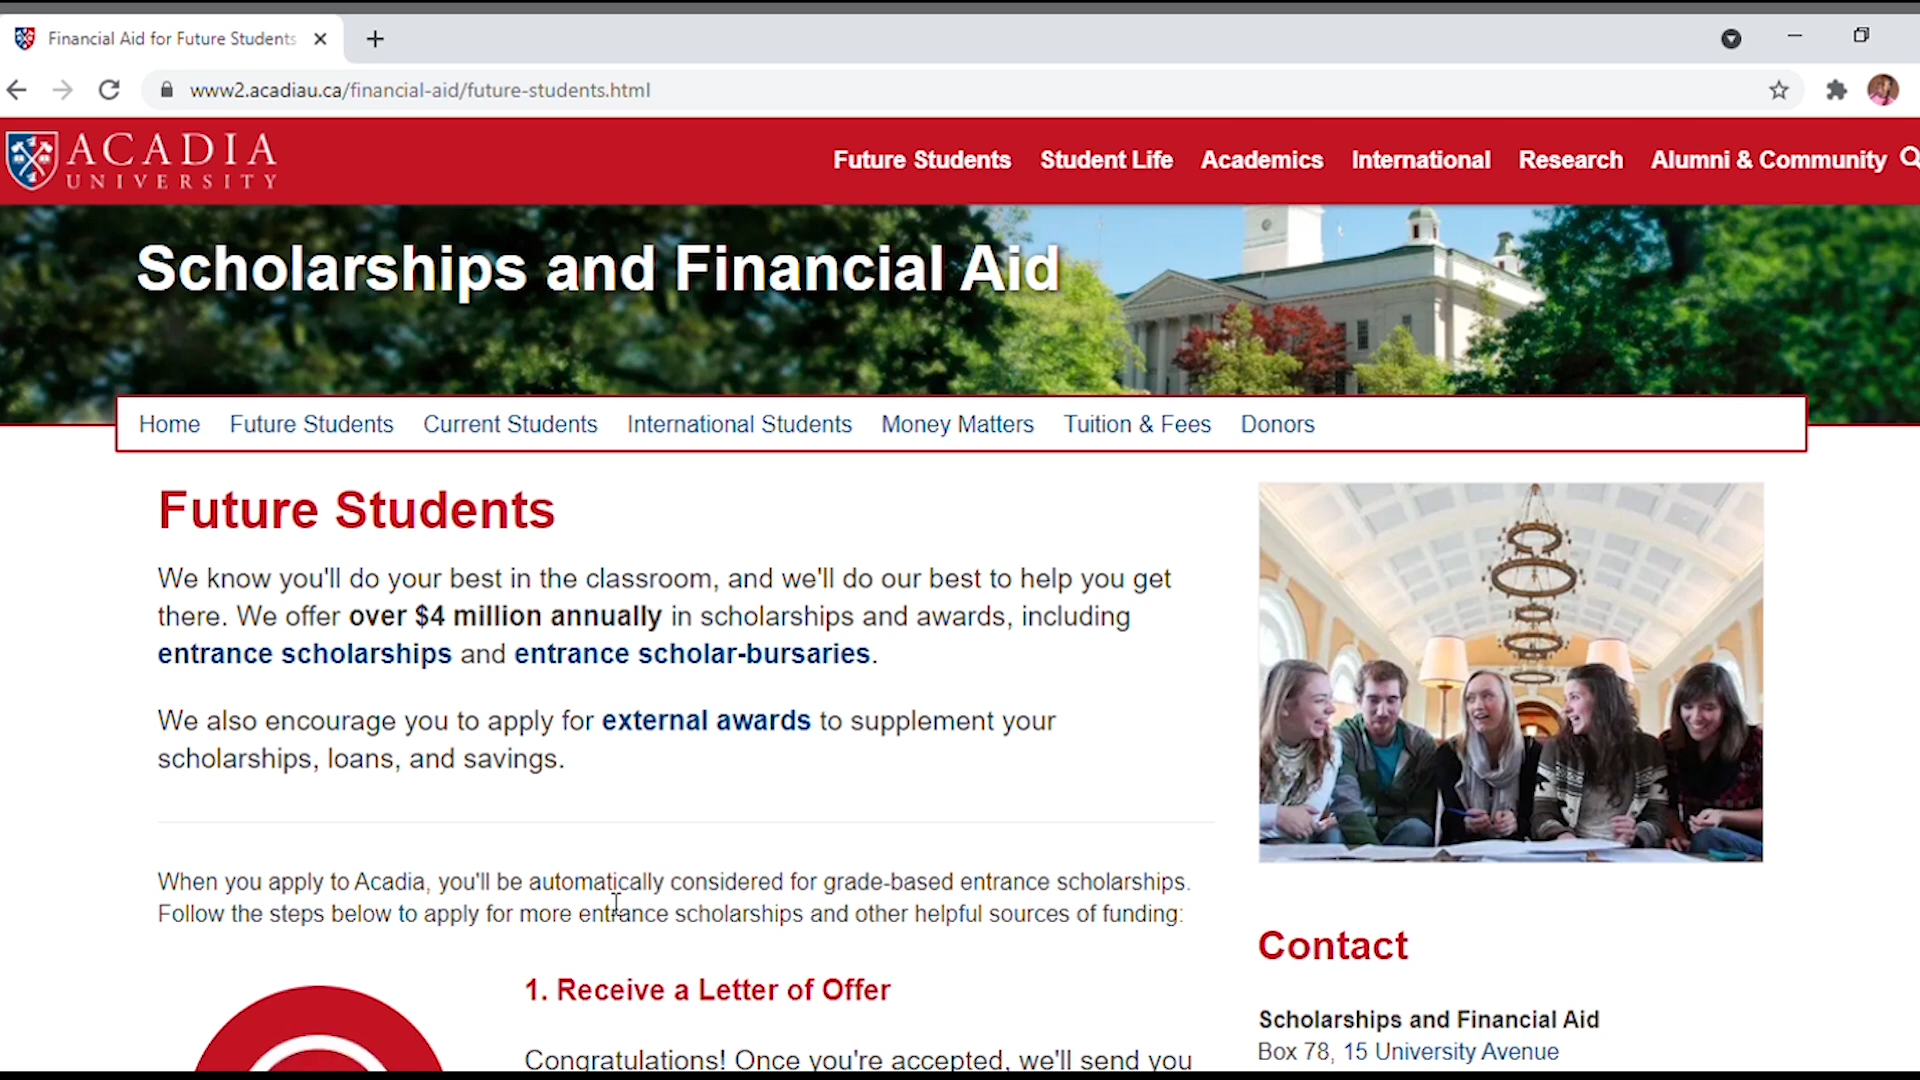 Financial Aid for Future Students
www2.acadiau.ca/financial-aid/future-students.html
ACADIA
UNIVERSITY
Future Students Student Life Academics International Research Alumni & Community
Scholarships and Financial Aid
Home Future Students Current Students International Students Money Matters Tuition & Fees Donors
Future Students
We know you'll do your best in the classroom, and we'll do our best to help you get
there. We offer over $4 million annually in scholarships and awards, including
entrance scholarships and entrance scholar-bursaries.
We also encourage you to apply for external awards to supplement your
scholarships, loans, and savings.
When you apply to Acadia, you'll be automatically considered for grade-based entrance scholarships.
Follow the steps below to apply for more entrance scholarships and other helpful sources of funding:
1. Receive a Letter of Offer
Congratulations! Once you're accepted, we'll send you
Contact
Scholarships and Financial Aid
Box 78, 15 University Avenue